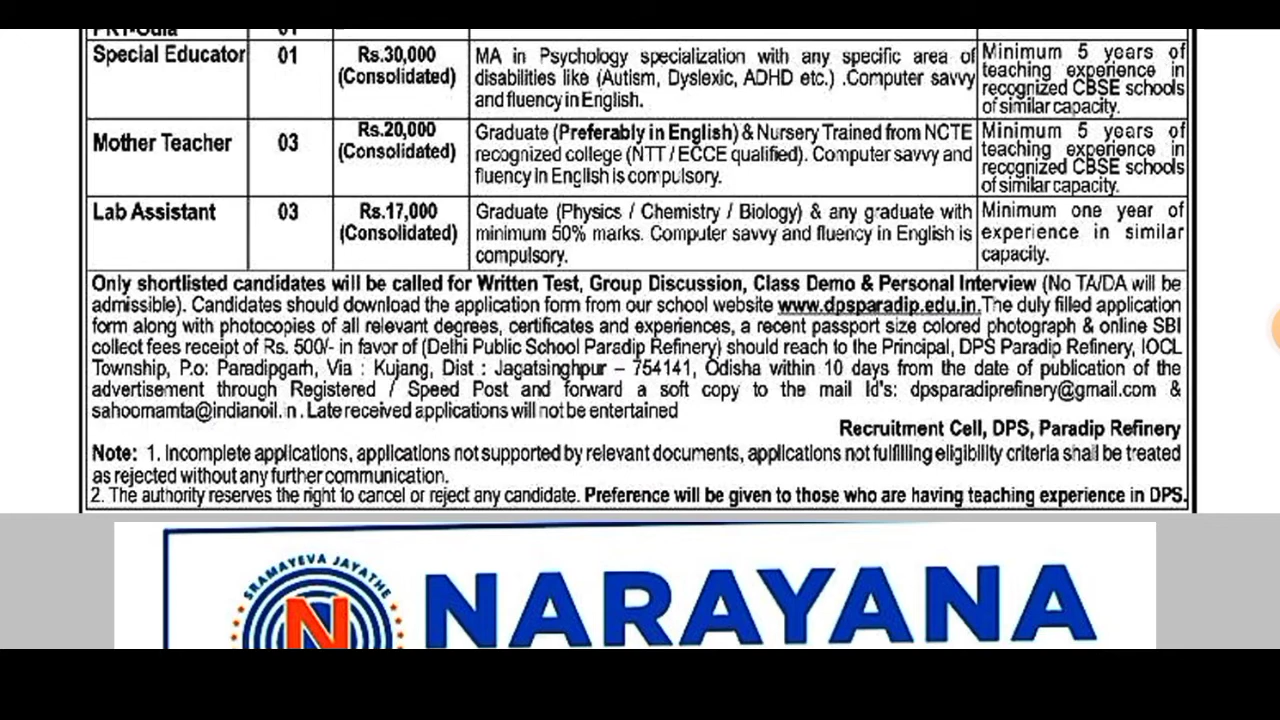 PRT-Odia 01
Special Educator 01 Rs.30,000 (Consolidated) MA in Psychology specialization with any specific area of disabilities like (Autism, Dyslexic, ADHD etc.) .Computer savvy and fluency in English. Minimum 5 years of teaching experience in recognized CBSE schools of similar capacity.
Mother Teacher 03 Rs.20,000 (Consolidated) Graduate (Preferably in English) & Nursery Trained from NCTE recognized college (NTT / ECCE qualified). Computer savvy and fluency in English is compulsory. Minimum 5 years of teaching experience in recognized CBSE schools of similar capacity.
Lab Assistant 03 Rs.17,000 (Consolidated) Graduate (Physics / Chemistry / Biology) & any graduate with minimum 50% marks. Computer savvy and fluency in English is compulsory. Minimum one year of experience in similar capacity.
Only shortlisted candidates will be called for Written Test, Group Discussion, Class Demo & Personal Interview (No TA/DA will be
admissible). Candidates should download the application form from our school website www.dpsparadip.edu.in.The duly filled application
form along with photocopies of all relevant degrees, certificates and experiences, a recent passport size colored photograph & online SBI
collect fees receipt of Rs. 500/- in favor of (Delhi Public School Paradip Refinery) should reach to the Principal, DPS Paradip Refinery, IOCL
Township, P.o: Paradipgarh, Via : Kujang, Dist : Jagatsinghpur – 754141, Odisha within 10 days from the date of publication of the
advertisement through Registered / Speed Post and forward a soft copy to the mail Id's: dpsparadiprefinery@gmail.com &
sahoomamta@indianoil.in . Late received applications will not be entertained
Recruitment Cell, DPS, Paradip Refinery
Note: 1. Incomplete applications, applications not supported by relevant documents, applications not fulfilling eligibility criteria shall be treated
as rejected without any further communication.
2. The authority reserves the right to cancel or reject any candidate. Preference will be given to those who are having teaching experience in DPS.
SRAMAYEVA JAYATHE
N
NARAYANA